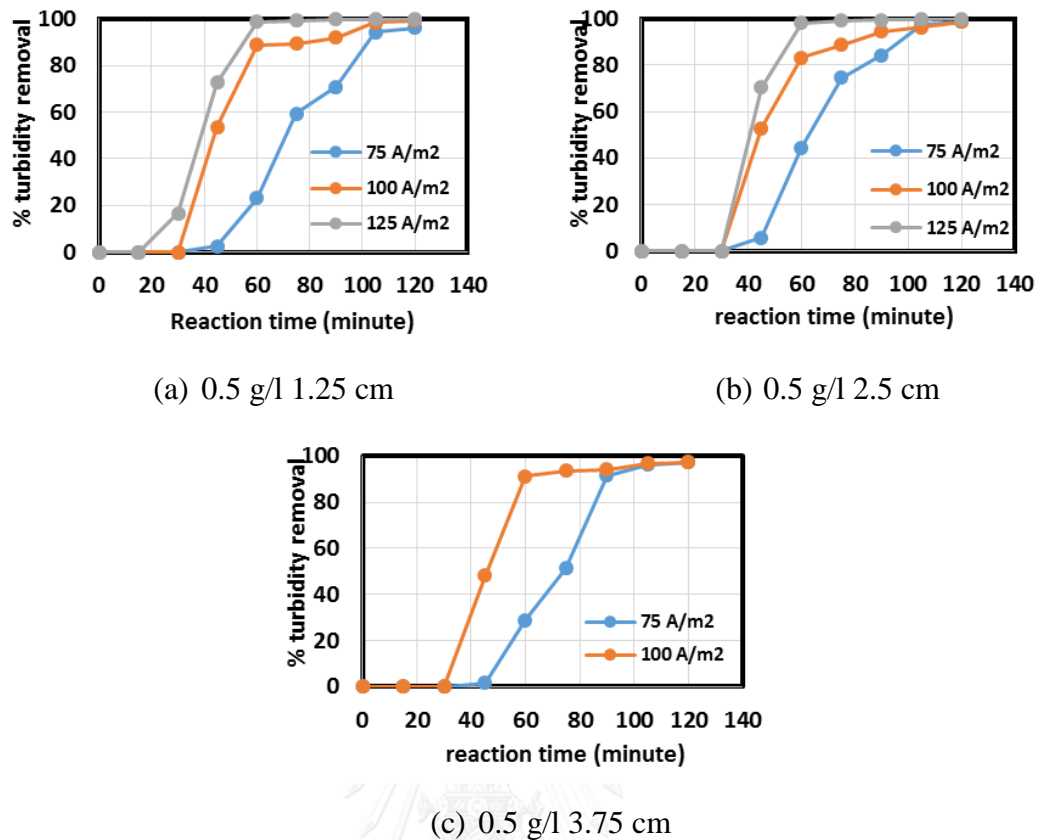 % turbidity removal
100
80
60
40
20
0
75 A/m2
100 A/m2
125 A/m2
0 20 40 60 80 100 120 140
Reaction time (minute)
(a) 0.5 g/l 1.25 cm
% turbidity removal
100
80
60
40
20
0
75 A/m2
100 A/m2
125 A/m2
0 20 40 60 80 100 120 140
reaction time (minute)
(b) 0.5 g/l 2.5 cm
% turbidity removal
100
80
60
40
20
0
75 A/m2
100 A/m2
0 20 40 60 80 100 120 140
reaction time (minute)
(c) 0.5 g/l 3.75 cm